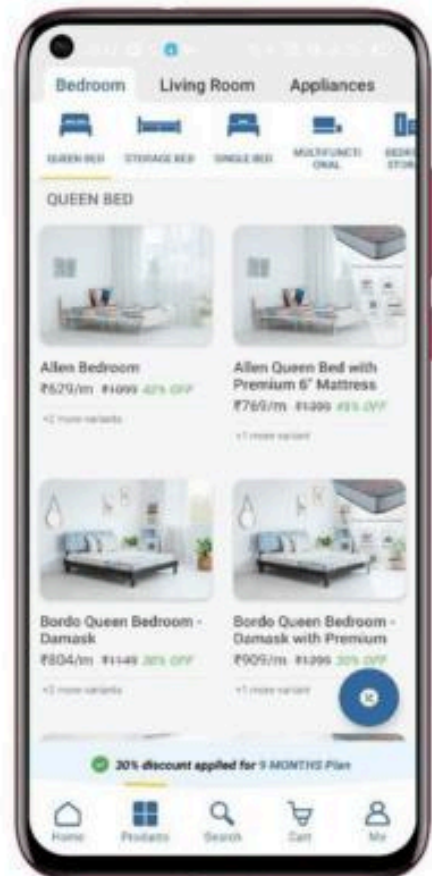 Bedroom Living Room Appliances
QUEEN BED STORAGE BED SINGLE BED MULTIFUNCTI
ONAL
QUEEN BED
Allen Bedroom
₹629/m ₹1099 42% OFF
+2 more variants
Allen Queen Bed with
Premium 6" Mattress
₹769/m ₹1399 45% OFF
+1 more variant
Bordo Queen Bedroom -
Damask
₹804/m ₹1149 30% OFF
+2 more variants
Bordo Queen Bedroom -
Damask with Premium
₹909/m ₹1299 30% OFF
+1 more variant
30% discount applied for 9 MONTHS Plan
Home Products Search Cart Me